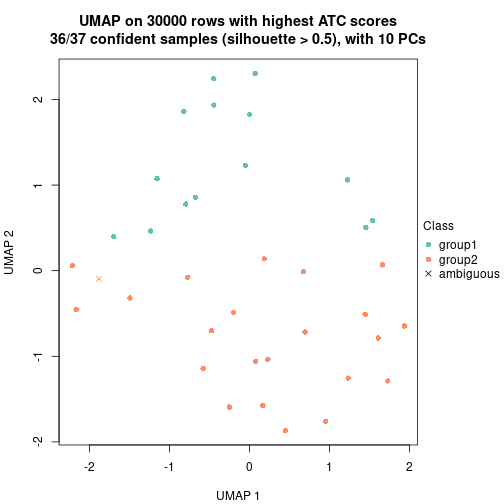 UMAP on 30000 rows with highest ATC scores
36/37 confident samples (silhouette > 0.5), with 10 PCs
2
1
0
-1
-2
UMAP 2
-2
-1
0
1
2
UMAP 1
Class
group1
group2
ambiguous